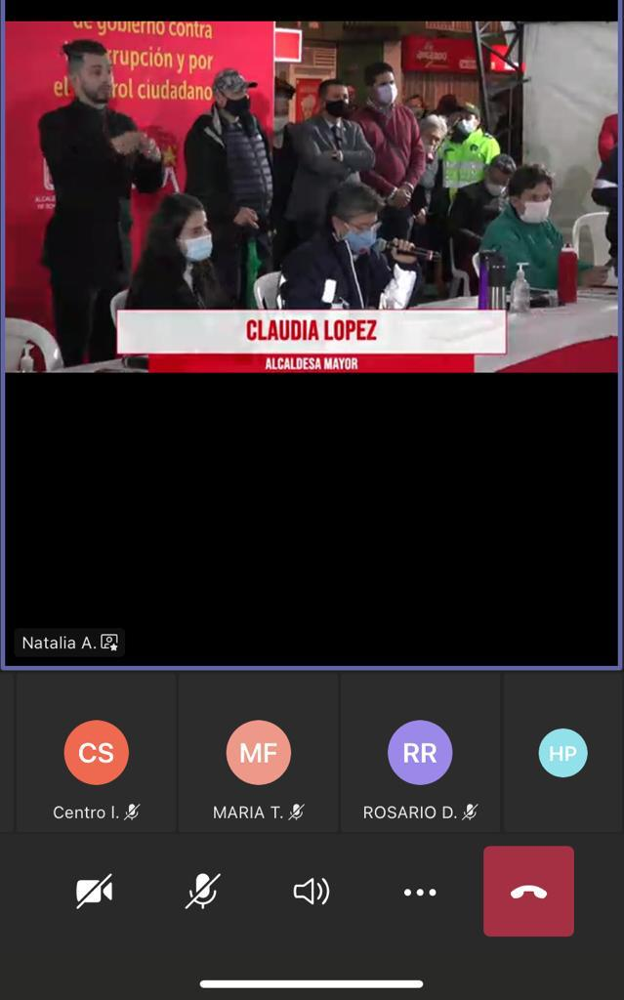 de gobierno contra
rrupción y por
el rol ciudadano
CLAUDIA LOPEZ
ALCALDESA MAYOR
Natalia A.
CS
MF
RR
HP
Centro I.
MARIA T.
ROSARIO D.